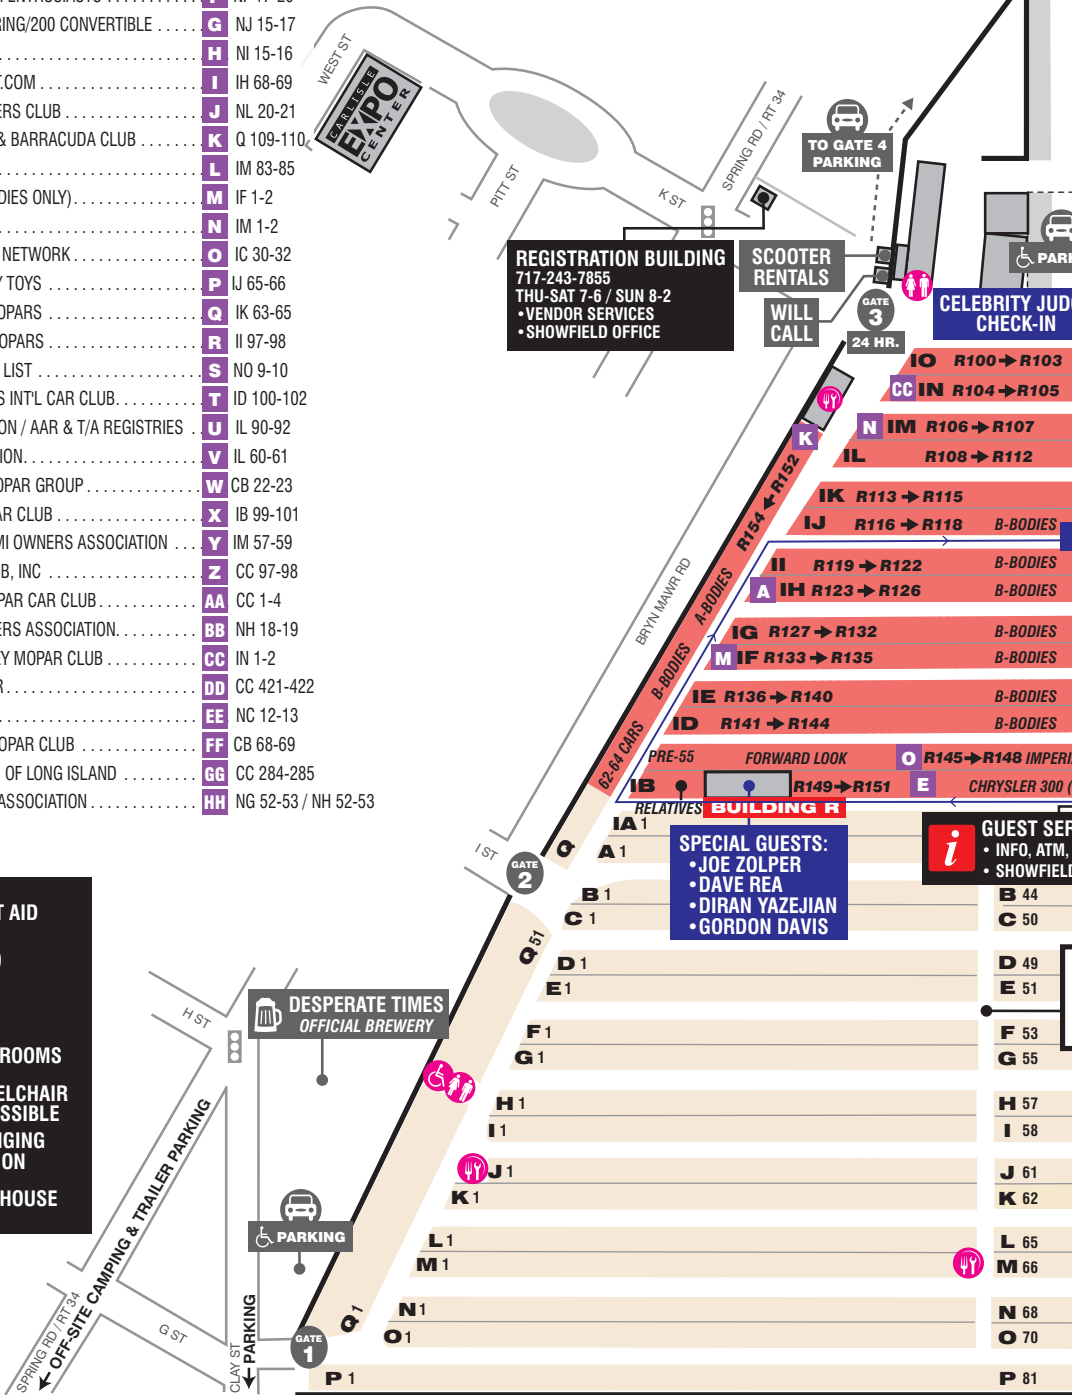 G NJ 15-17
RING/200 CONVERTIBLE
H NI 15-16
I IH 68-69
T.COM
J NL 20-21
ERS CLUB
K Q 109-110
& BARRACUDA CLUB
L IM 83-85
M IF 1-2
DIES ONLY)
N IM 1-2
O IC 30-32
NETWORK
P IJ 65-66
Y TOYS
Q IK 63-65
OPARS
R II 97-98
OPARS
S NO 9-10
LIST
T ID 100-102
S INT'L CAR CLUB
U IL 90-92
ON / AAR & T/A REGISTRIES
V IL 60-61
ION
W CB 22-23
OPAR GROUP
X IB 99-101
AR CLUB
Y IM 57-59
MI OWNERS ASSOCIATION
Z CC 97-98
B, INC
AA CC 1-4
PAR CAR CLUB
BB NH 18-19
ERS ASSOCIATION
CC IN 1-2
EY MOPAR CLUB
DD CC 421-422
R
EE NC 12-13
FF CB 68-69
OPAR CLUB
GG CC 284-285
OF LONG ISLAND
HH NG 52-53 / NH 52-53
ASSOCIATION
T AID
ROOMS
ELCHAIR
SSIBLE
NGING
ON
HOUSE
WEST ST
CARLISLE
EXPO
CENTER
PITT ST
K ST
SPRING RD / RT 34
TO GATE 4
PARKING
REGISTRATION BUILDING
717-243-7855
THU-SAT 7-6 / SUN 8-2
• VENDOR SERVICES
• SHOWFIELD OFFICE
SCOOTER
RENTALS
WILL
CALL
GATE
3
24 HR.
PARK
CELEBRITY JUD
CHECK-IN
IO R100 → R103
CC IN R104 → R105
N IM R106 → R107
IL R108 → R112
IK R113 → R115
IJ R116 → R118 B-BODIES
II R119 → R122 B-BODIES
A IH R123 → R126 B-BODIES
IG R127 → R132 B-BODIES
M IF R133 → R135 B-BODIES
IE R136 → R140 B-BODIES
ID R141 → R144 B-BODIES
PRE-55 FORWARD LOOK O R145 → R148 IMPERI
IB R149 → R151 E CHRYSLER 300 (
RELATIVES BUILDING R
K
R154 ← R152
A-BODIES
B-BODIES
62-64 CARS
BRYN MAWR RD
SPECIAL GUESTS:
• JOE ZOLPER
• DAVE REA
• DIRAN YAZEJIAN
• GORDON DAVIS
i GUEST SER
• INFO, ATM,
• SHOWFIELD
I ST
GATE
2
Q
Q 51
IA 1
A 1
B 1 B 44
C 1 C 50
D 1 D 49
E 1 E 51
F 1 F 53
G 1 G 55
H 1 H 57
I 1 I 58
J 1 J 61
K 1 K 62
L 1 L 65
M 1 M 66
N 1 N 68
O 1 O 70
P 1 P 81
Q 1
DESPERATE TIMES
OFFICIAL BREWERY
H ST
PARKING
OFF-SITE CAMPING & TRAILER PARKING
SPRING RD / RT 34
G ST
CLAY ST
PARKING
GATE
1